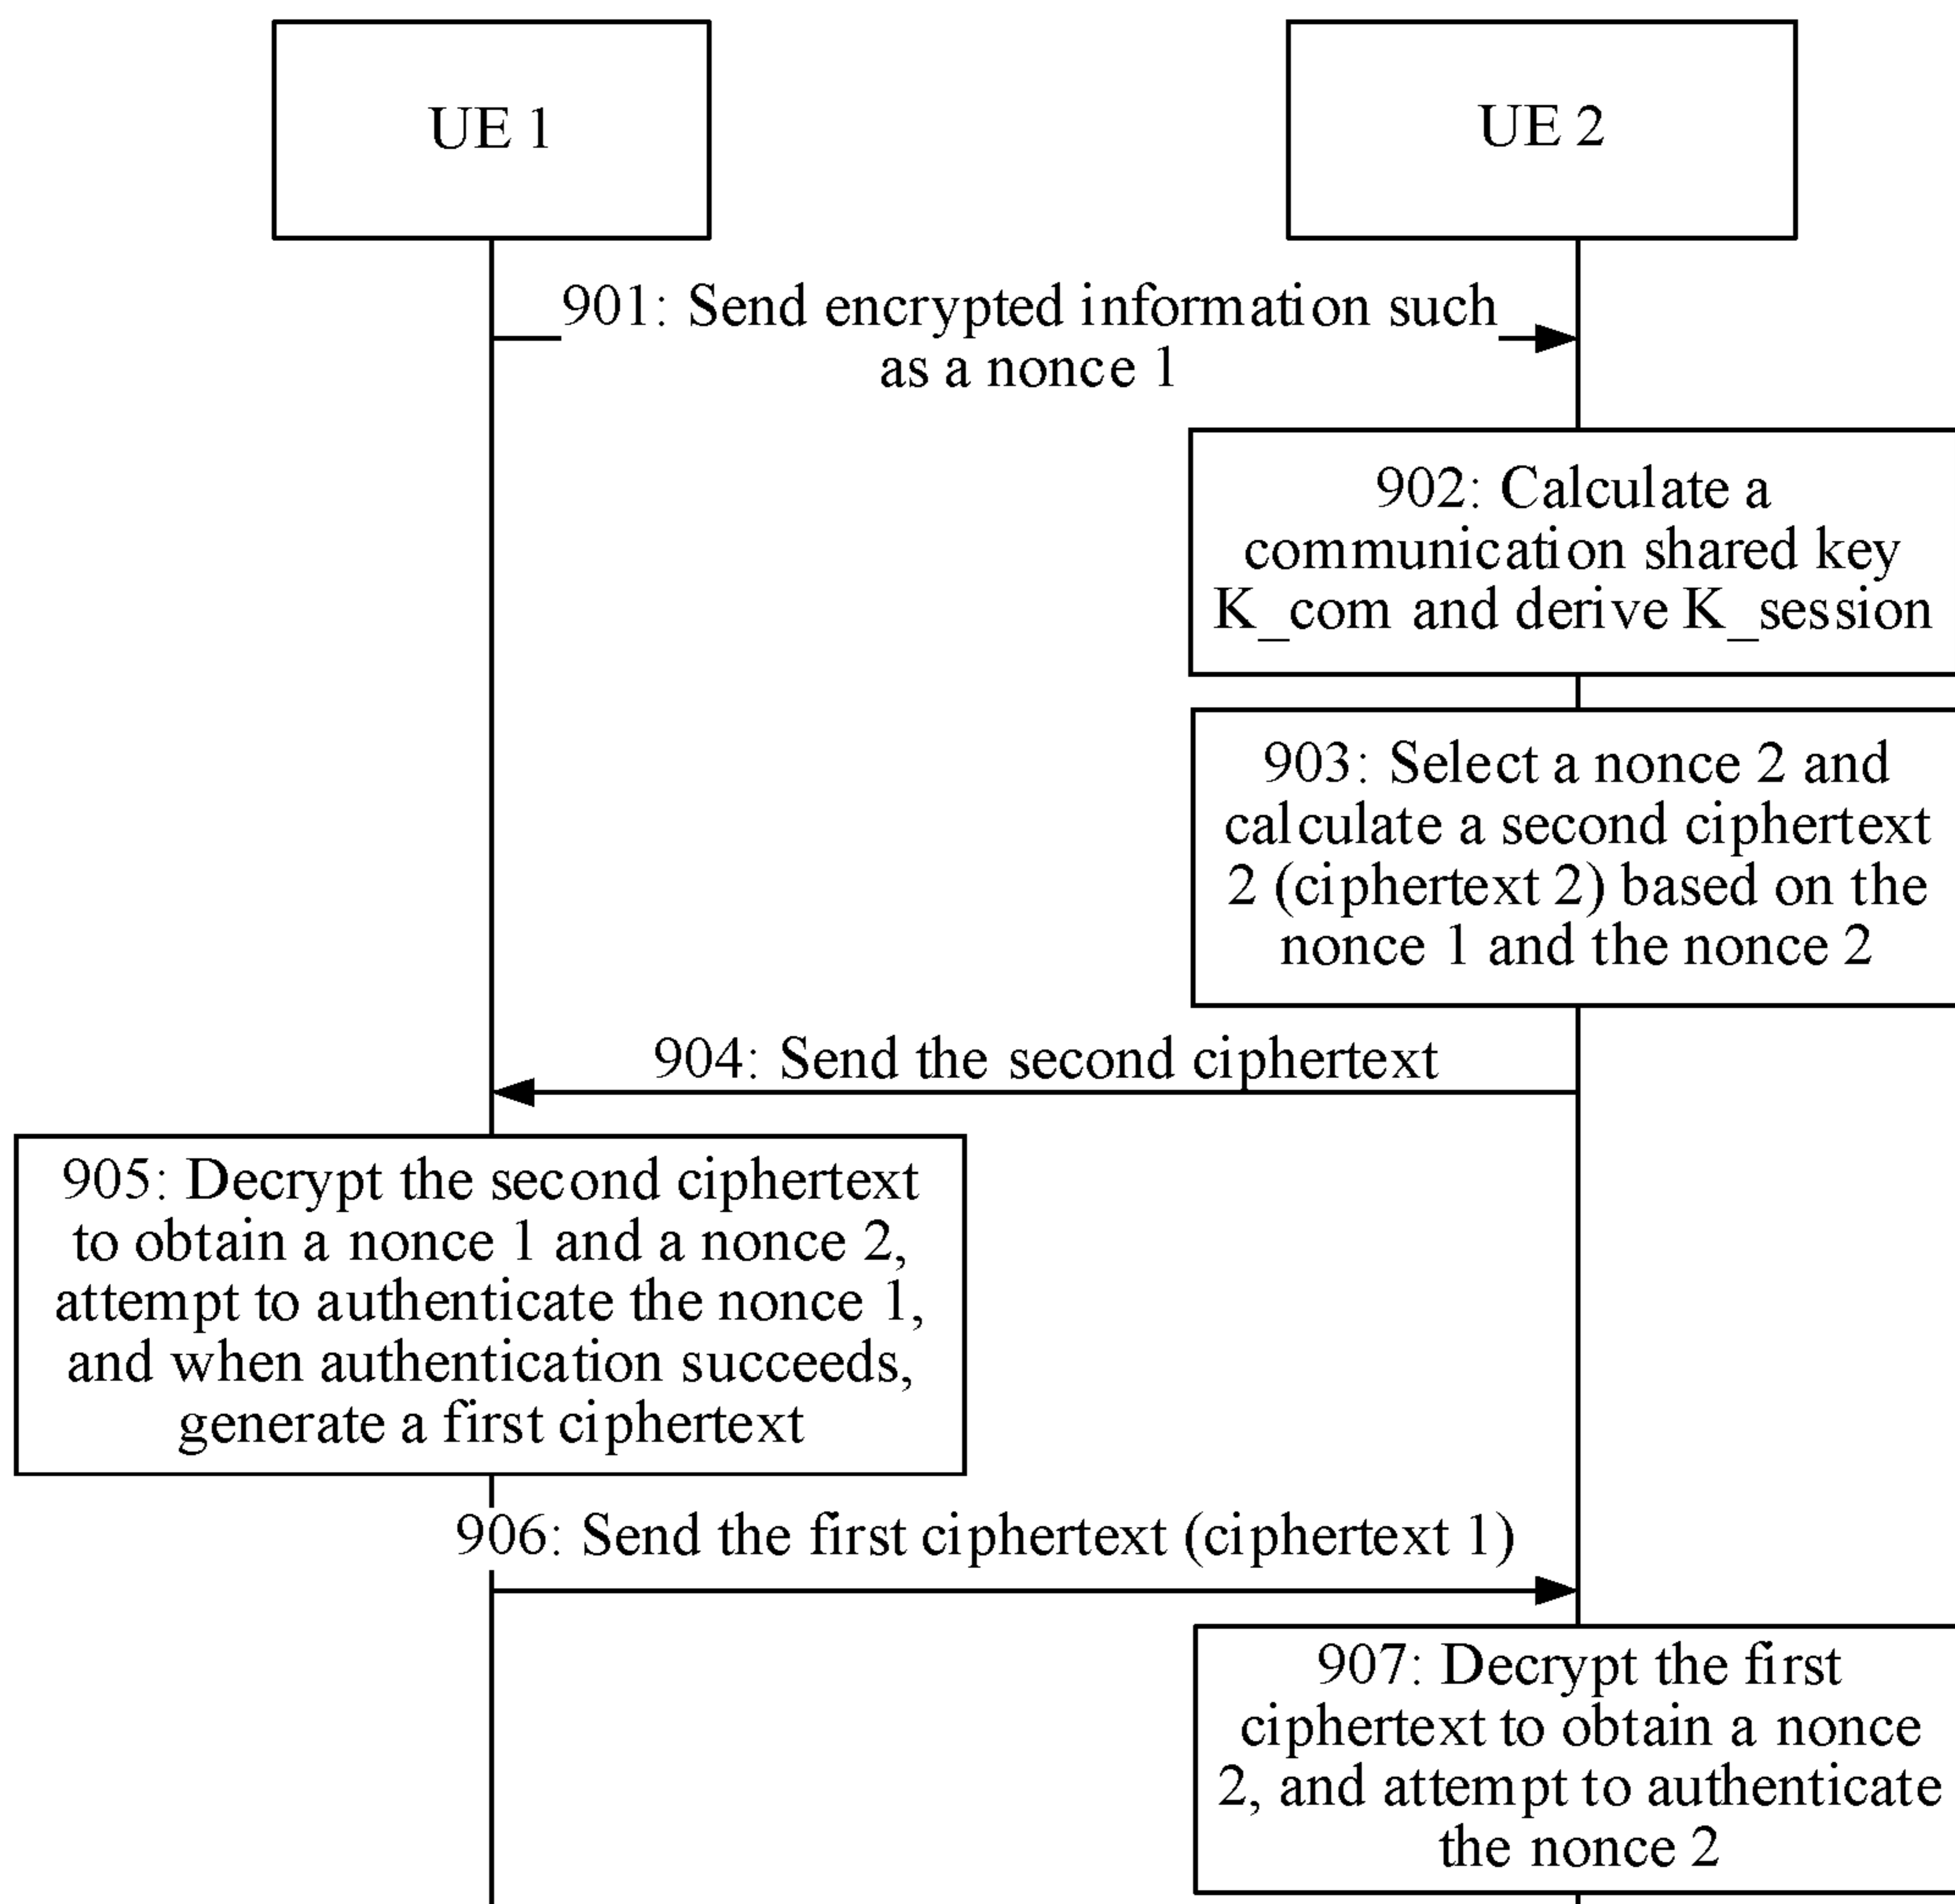 UE 1
UE 2
901: Send encrypted information such
as a nonce 1
902: Calculate a
communication shared key
K_com and derive K_session
903: Select a nonce 2 and
calculate a second ciphertext
2 (ciphertext 2) based on the
nonce 1 and the nonce 2
904: Send the second ciphertext
905: Decrypt the second ciphertext
to obtain a nonce 1 and a nonce 2,
attempt to authenticate the nonce 1,
and when authentication succeeds,
generate a first ciphertext
906: Send the first ciphertext (ciphertext 1)
907: Decrypt the first
ciphertext to obtain a nonce
2, and attempt to authenticate
the nonce 2